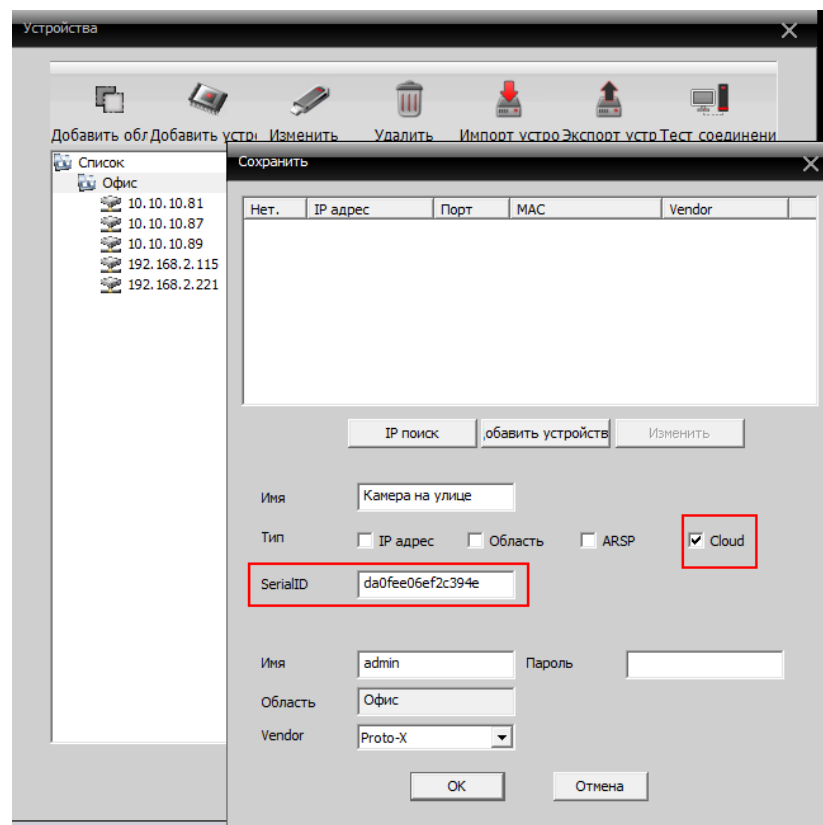 Устройства
Добавить обл Добавить устр Изменить Удалить Импорт устро Экспорт устр Тест соединени
Список
Офис
10.10.10.81
10.10.10.87
10.10.10.89
192.168.2.115
192.168.2.221
Сохранить
Нет. IP адрес Порт MAC Vendor
IP поиск обавить устройств Изменить
Имя Камера на улице
Тип IP адрес Область ARSP Cloud
SerialID da0fee06ef2c394e
Имя admin Пароль
Область Офис
Vendor Proto-X
OK Отмена